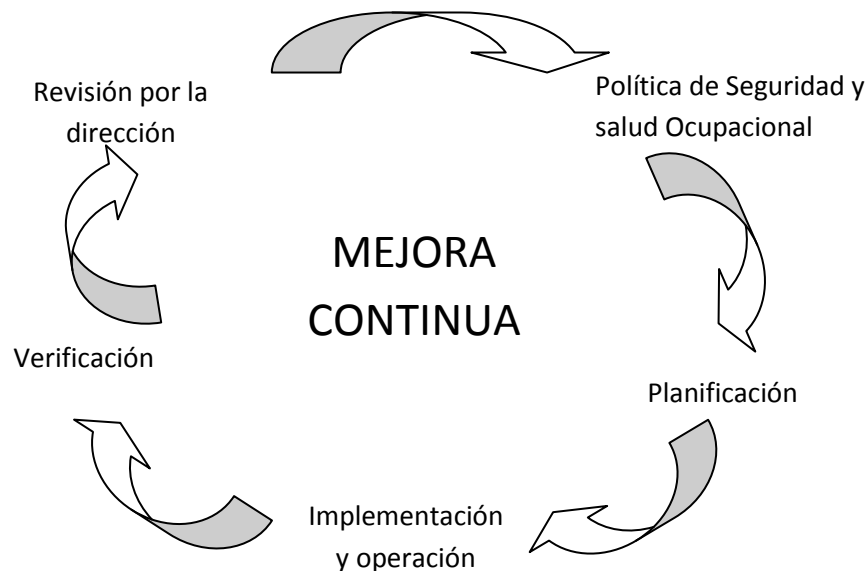 Revisión por la
dirección
Política de Seguridad y
salud Ocupacional
MEJORA
CONTINUA
Verificación
Planificación
Implementación
y operación